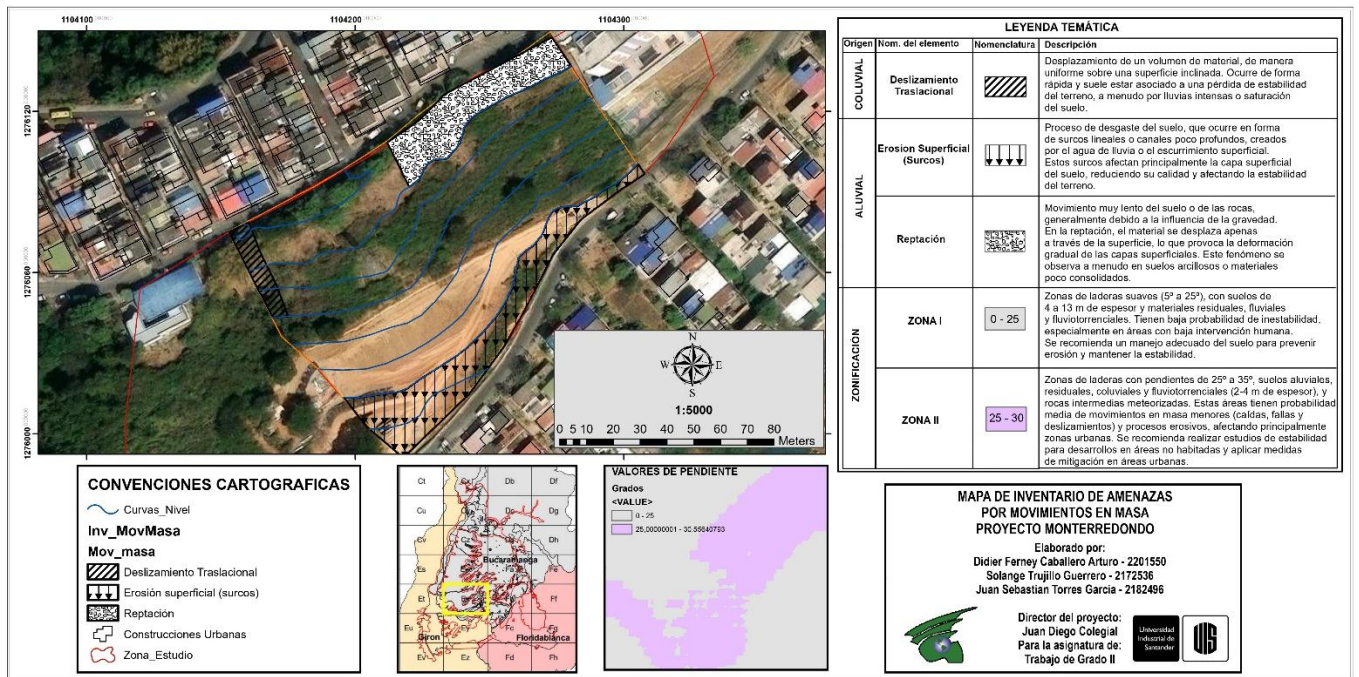 1104100
1104200
1104300
1276120
1276060
1276000
N
W E
S
1:5000
0 5 10 20 30 40 50 60 70 80
Meters
LEYENDA TEMÁTICA
Origen Nom. del elemento Nomenclatura Descripción
COLUVIAL
Deslizamiento
Traslacional
Desplazamiento de un volumen de material, de manera
uniforme sobre una superficie inclinada. Ocurre de forma
rápida y suele estar asociado a una pérdida de estabilidad
del terreno, a menudo por lluvias intensas o saturación
del suelo.
ALUVIAL
Erosion Superficial
(Surcos)
Proceso de desgaste del suelo, que ocurre en forma
de surcos lineales o canales poco profundos, creados
por el agua de lluvia o el escurrimiento superficial.
Estos surcos afectan principalmente la capa superficial
del suelo, reduciendo su calidad y afectando la estabilidad
del terreno.
Reptación
Movimiento muy lento del suelo o de las rocas,
generalmente debido a la influencia de la gravedad.
En la reptación, el material se desplaza apenas
a través de la superficie, lo que provoca la deformación
gradual de las capas superficiales. Este fenómeno se
observa a menudo en suelos arcillosos o materiales
poco consolidados.
ZONIFICACIÓN
ZONA I
0 - 25
Zonas de laderas suaves (5º a 25º), con suelos de
4 a 13 m de espesor y materiales residuales, fluviales
y fluviotorrenciales. Tienen baja probabilidad de inestabilidad,
especialmente en áreas con baja intervención humana.
Se recomienda un manejo adecuado del suelo para prevenir
erosión y mantener la estabilidad.
ZONA II
25 - 30
Zonas de laderas con pendientes de 25º a 35º, suelos aluviales,
residuales, coluviales y fluviotorrenciales (2-4 m de espesor), y
rocas intermedias meteorizadas. Estas áreas tienen probabilidad
media de movimientos en masa menores (caídas, fallas y
deslizamientos) y procesos erosivos, afectando principalmente
zonas urbanas. Se recomienda realizar estudios de estabilidad
para desarrollos en áreas no habitadas y aplicar medidas
de mitigación en áreas urbanas.
CONVENCIONES CARTOGRAFICAS
Curvas_Nivel
Inv_MovMasa
Mov_masa
Deslizamiento Traslacional
Erosión superficial (surcos)
Reptación
Construcciones Urbanas
Zona_Estudio
Ct Cx Db Df
Cu Dc Dg
Cv Cz Dh
Es Bucaramanga Fe
Et Ff
Eu Ey Fc Fg
Giron Floridablanca
Ev Ez Fd Fh
VALORES DE PENDIENTE
Grados
<VALUE>
0 - 25
MAPA DE INVENTARIO DE AMENAZAS
POR MOVIMIENTOS EN MASA
PROYECTO MONTERREDONDO
Elaborado por:
Didier Ferney Caballero Arturo - 2201550
Solange Trujillo Guerrero - 2172536
Juan Sebastian Torres Garcia - 2182496
Director del proyecto:
Juan Diego Colegial
Para la asignatura de:
Trabajo de Grado II
Universidad
Industrial de
Santander
UIS